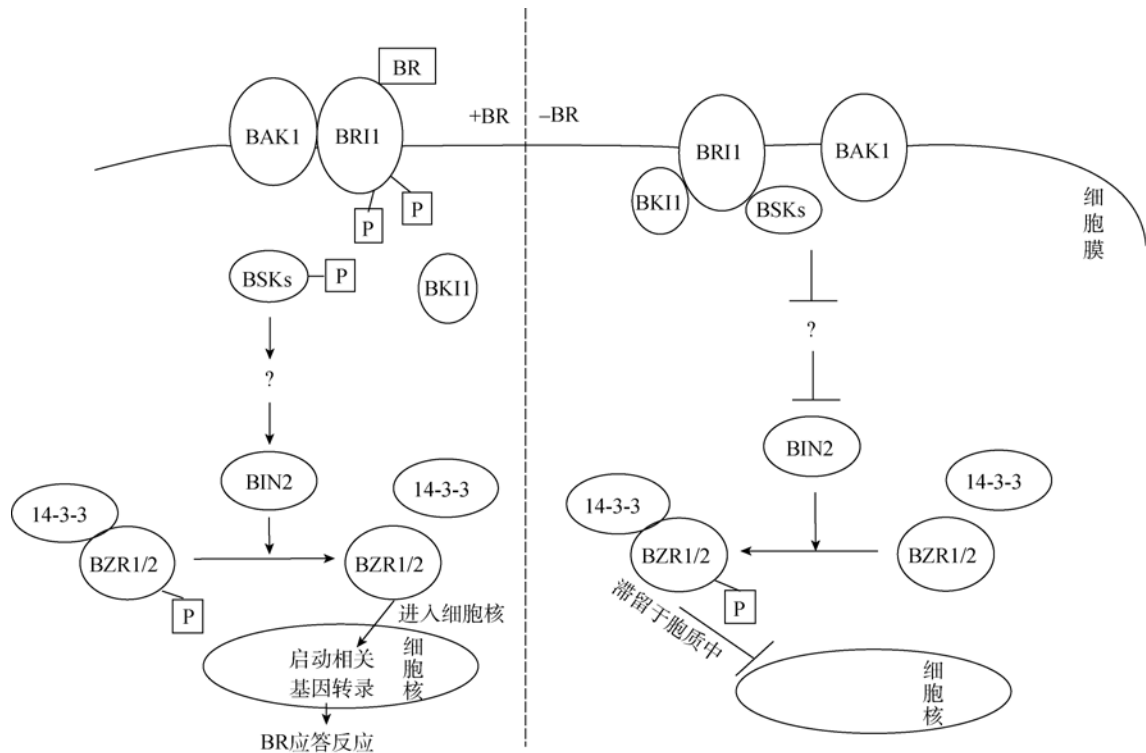 BR
+BR
–BR
BAK1
BRI1
P
P
BSKs
P
BKI1
?
BIN2
14-3-3
14-3-3
BZR1/2
BZR1/2
P
进入细胞核
启动相关
基因转录
细胞核
BR应答反应
BRI1
BAK1
BKI1
BSKs
细胞膜
?
BIN2
14-3-3
14-3-3
BZR1/2
BZR1/2
P
滞留于胞质中
细胞核